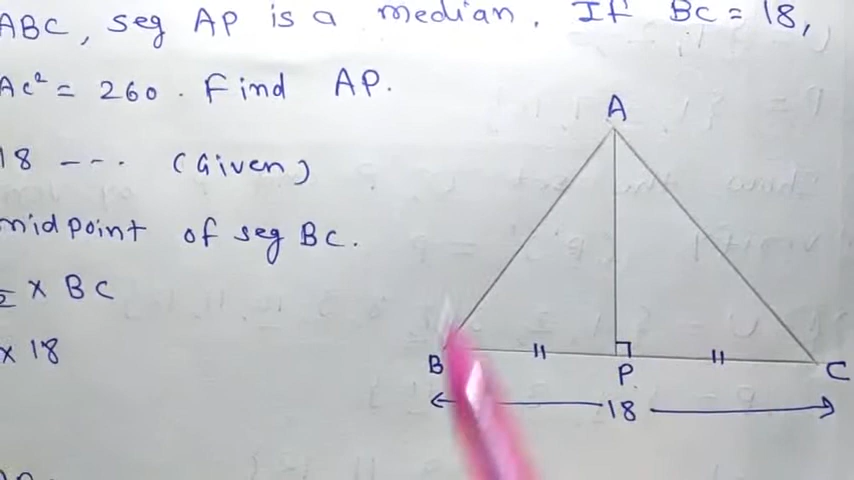 ABC, seg AP is a median. If BC = 18,
AC² = 260. Find AP.
18 --- (Given)
midpoint of seg BC.
× BC
× 18
A
B
P
C
18